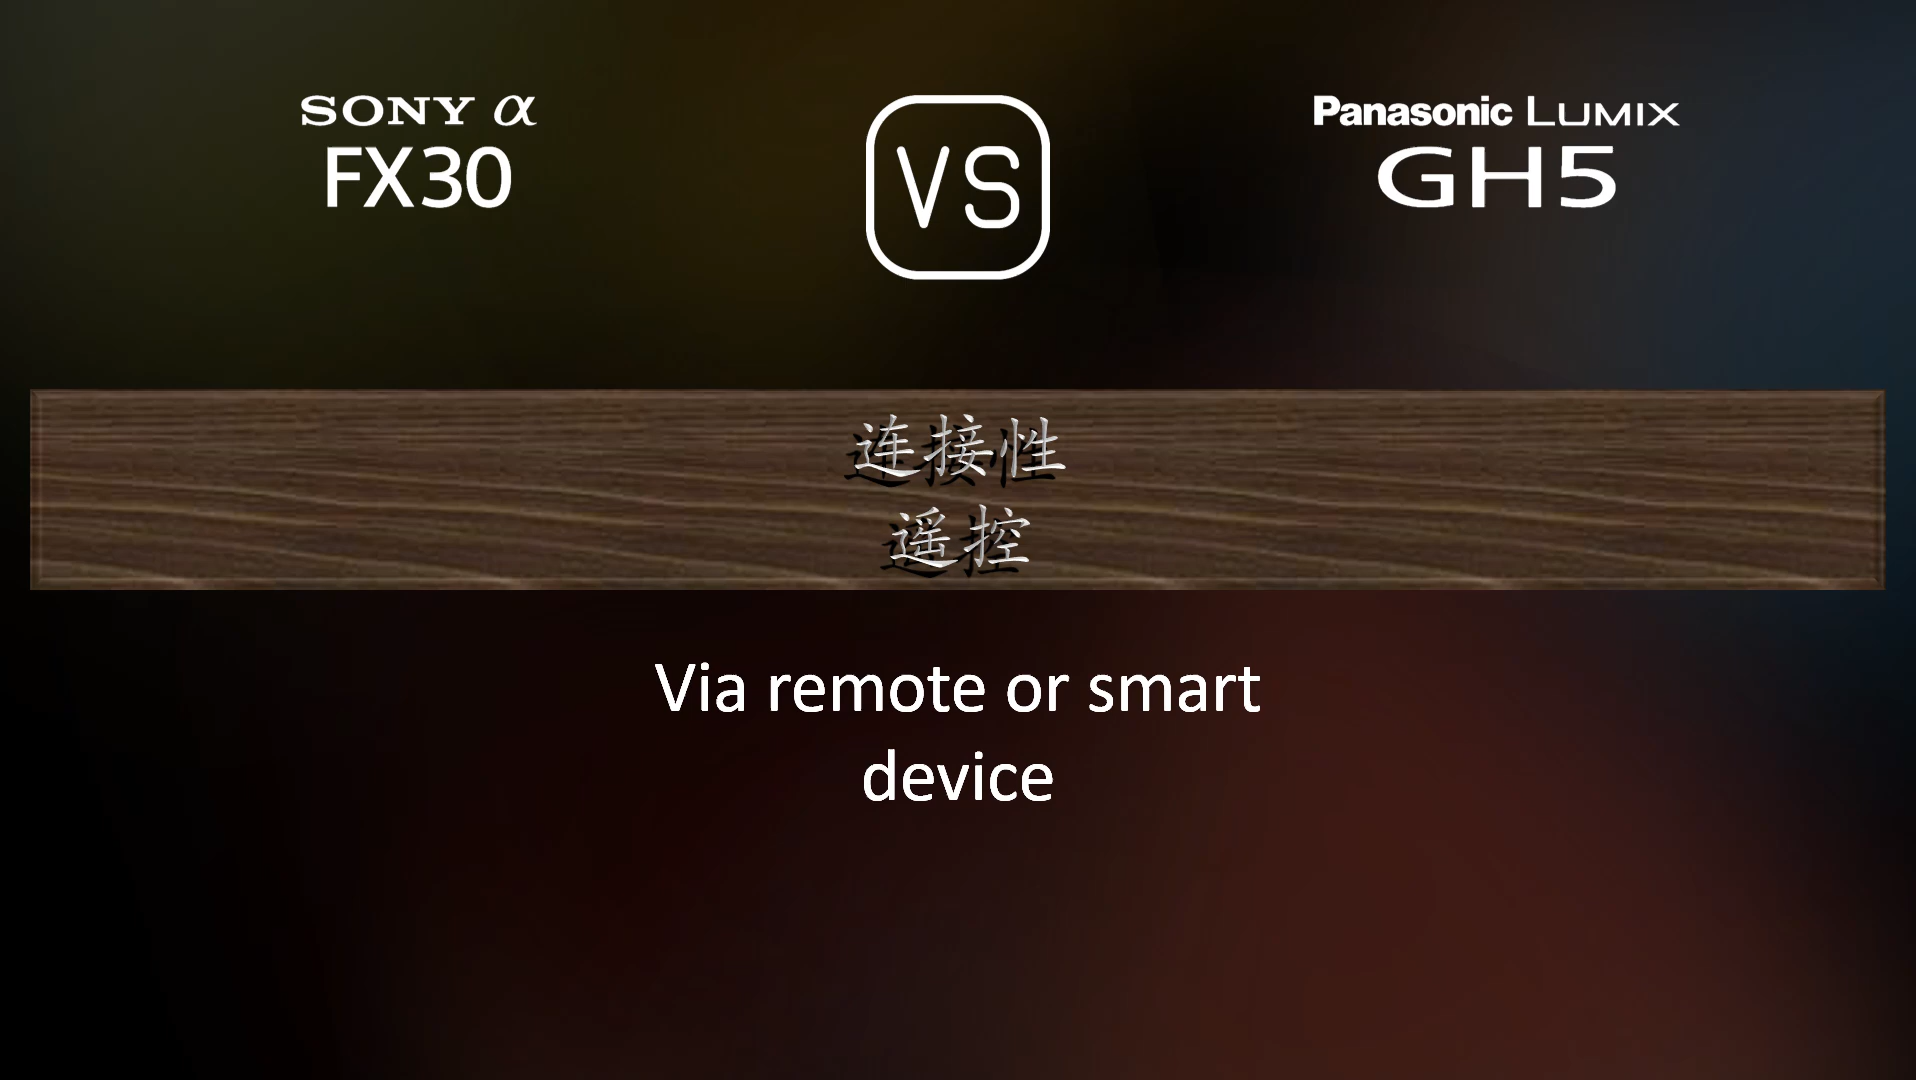 SONY α
FX30
VS
Panasonic LUMIX
GH5
连接性
遥控
Via remote or smart
device